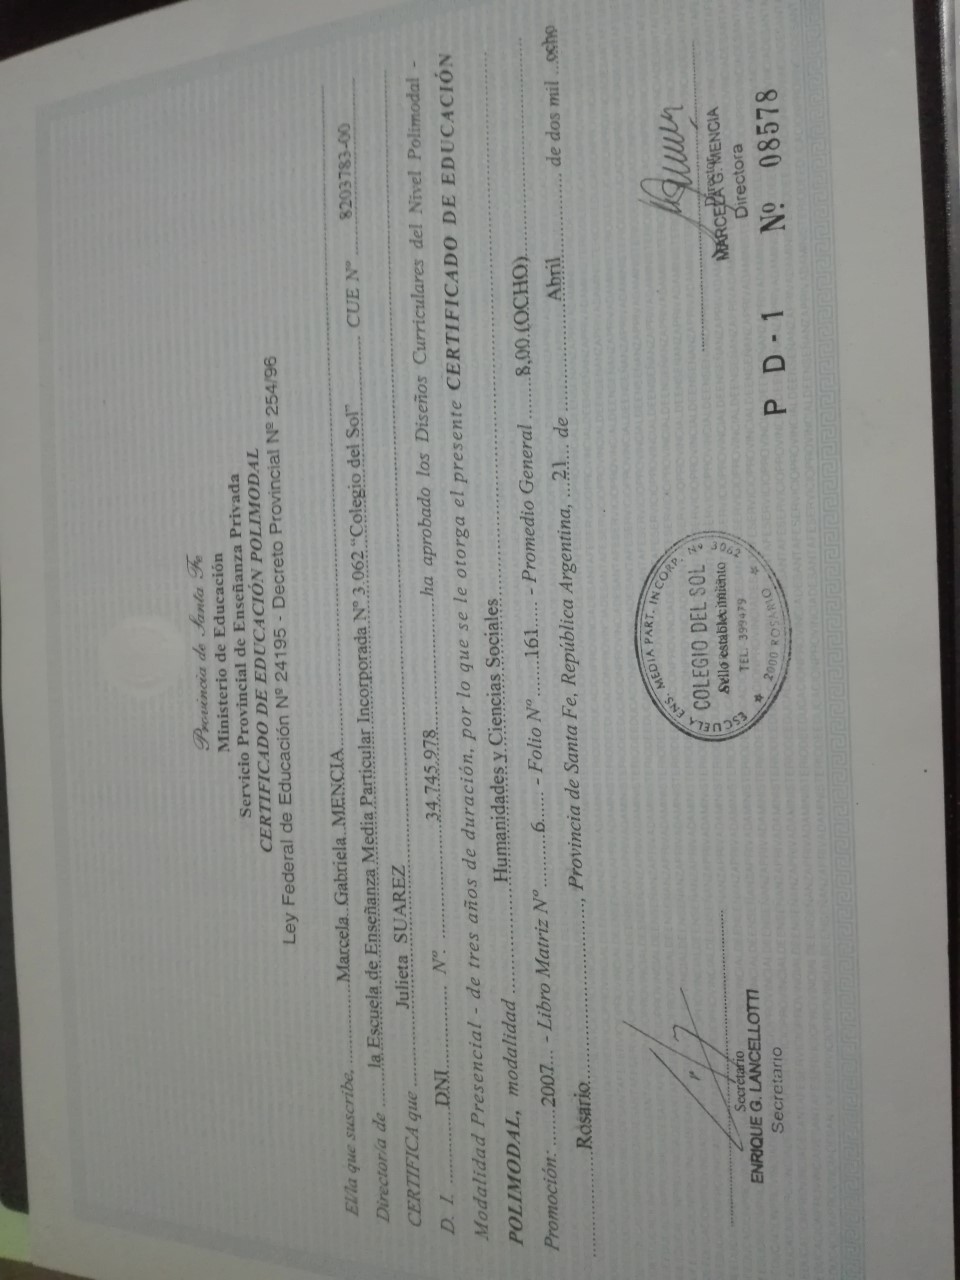 Provincia de Santa Fe
Ministerio de Educación
Servicio Provincial de Enseñanza Privada
CERTIFICADO DE EDUCACIÓN POLIMODAL
Ley Federal de Educación Nº 24195 - Decreto Provincial Nº 254/96
El/la que suscribe, ........Marcela..Gabriela..MENCIA........
Director/a de ......la Escuela de Enseñanza Media Particular Incorporada Nº 3.062 "Colegio del Sol"........ CUE Nº ......8203783-00......
CERTIFICA que ........Julieta SUAREZ........
D. I. ........DNI........ Nº. ........34.745.978........ha aprobado los Diseños Curriculares del Nivel Polimodal -
Modalidad Presencial - de tres años de duración, por lo que se le otorga el presente CERTIFICADO DE EDUCACIÓN
POLIMODAL, modalidad ........Humanidades y Ciencias Sociales........
Promoción: ......2007... - Libro Matriz Nº ........6...... - Folio Nº ......161.... - Promedio General ......8,00 (OCHO)........
........Rosario........, Provincia de Santa Fe, República Argentina, ...21... de ........Abril........ de dos mil ..ocho
ESCUELA ENS. MEDIA PART. INCORP. Nº 3062
COLEGIO DEL SOL
Sello establecimiento
TEL. 399479
2000 ROSARIO
Secretario
ENRIQUE G. LANCELLOTTI
Secretario
Director/a
MARCELA G. MENCIA
Directora
P D - 1 Nº 08578